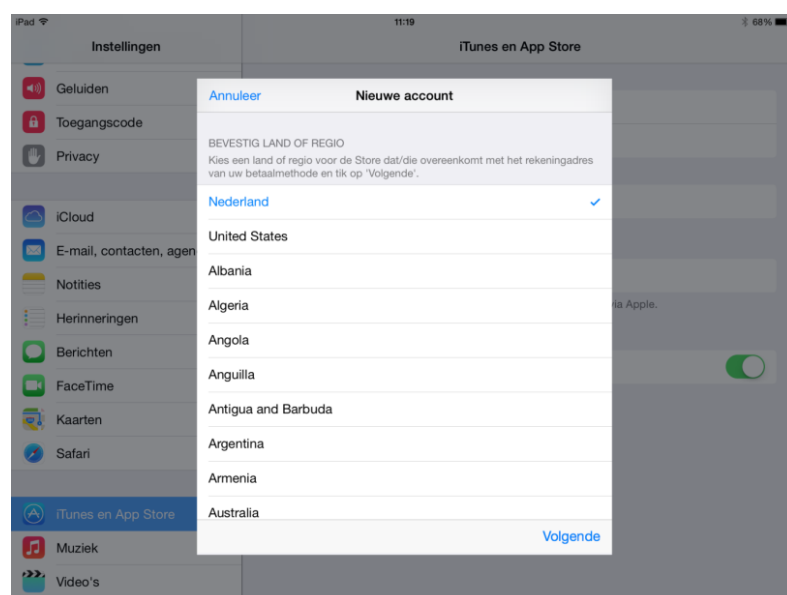 iPad 11:19 68%
Instellingen
iTunes en App Store
Geluiden
Toegangscode
Privacy
iCloud
E-mail, contacten, agen
Notities
Herinneringen
Berichten
FaceTime
Kaarten
Safari
iTunes en App Store
Muziek
Video's
Annuleer Nieuwe account
BEVESTIG LAND OF REGIO
Kies een land of regio voor de Store dat/die overeenkomt met het rekeningadres
van uw betaalmethode en tik op 'Volgende'.
Nederland
United States
Albania
Algeria
Angola
Anguilla
Antigua and Barbuda
Argentina
Armenia
Australia
Volgende
via Apple.